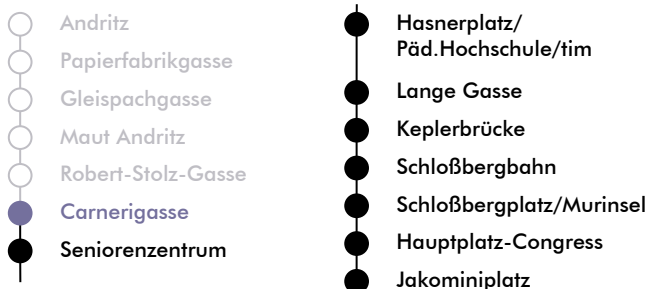 Andritz
Papierfabrikgasse
Gleispachgasse
Maut Andritz
Robert-Stolz-Gasse
Carnerigasse
Seniorenzentrum
Hasnerplatz/
Päd.Hochschule/tim
Lange Gasse
Keplerbrücke
Schloßbergbahn
Schloßbergplatz/Murinsel
Hauptplatz-Congress
Jakominiplatz